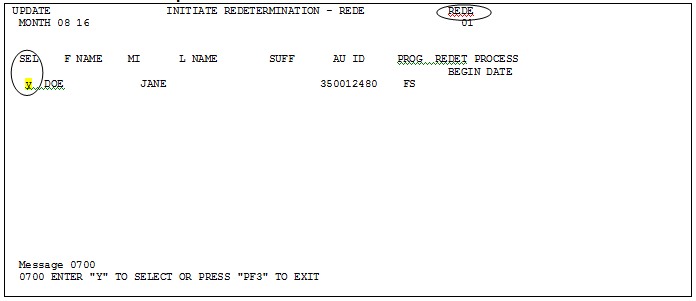 UPDATE INITIATE REDETERMINATION - REDE REDE
MONTH 08 16 01
SEL F NAME MI L NAME SUFF AU ID PROG REDET PROCESS
BEGIN DATE
y DOE JANE 350012480 FS
Message 0700
0700 ENTER "Y" TO SELECT OR PRESS "PF3" TO EXIT